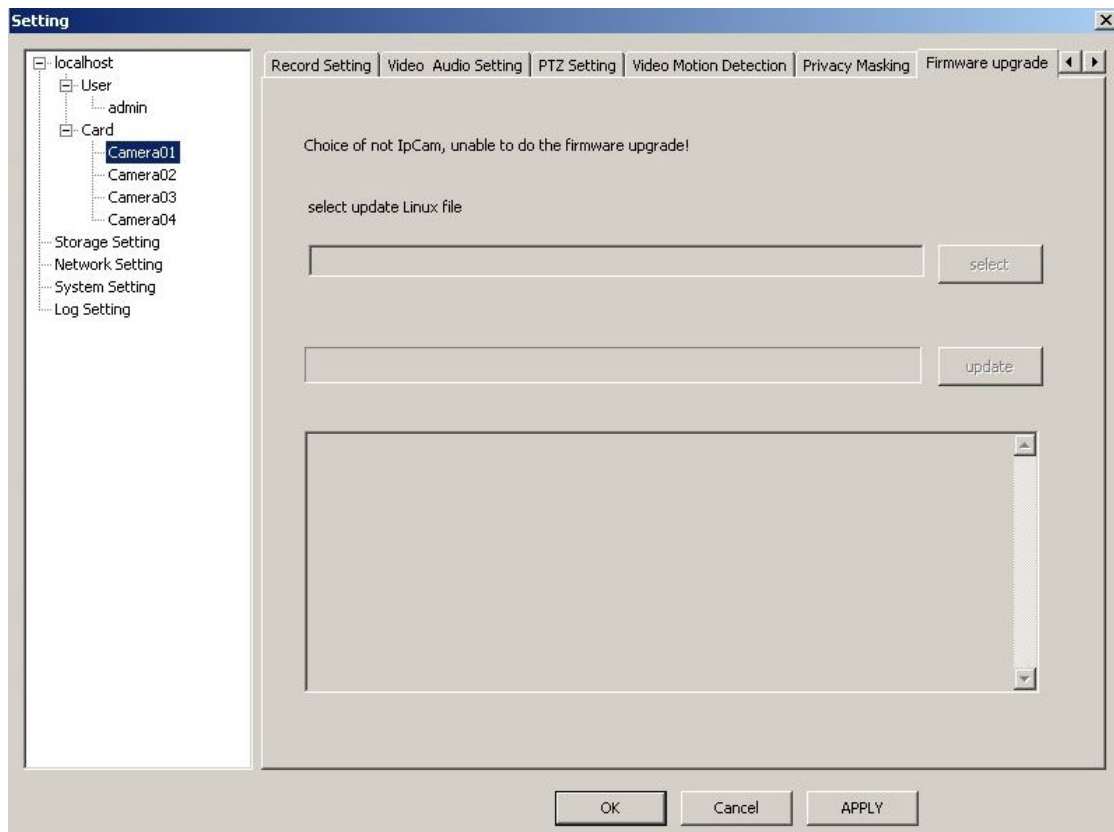 Setting
localhost
User
admin
Card
Camera01
Camera02
Camera03
Camera04
Storage Setting
Network Setting
System Setting
Log Setting
Record Setting Video Audio Setting PTZ Setting Video Motion Detection Privacy Masking Firmware upgrade
Choice of not IpCam, unable to do the firmware upgrade!
select update Linux file
select
update
OK Cancel APPLY